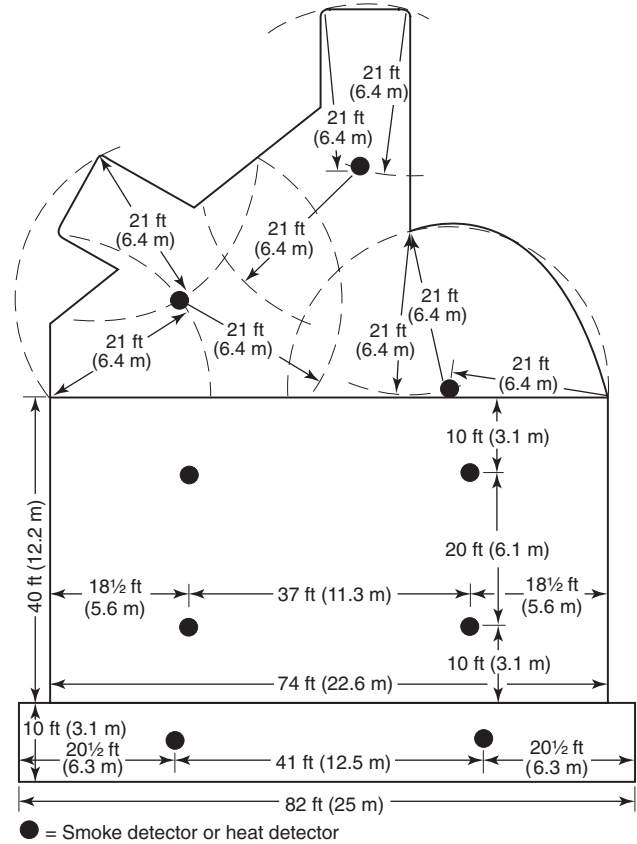 21 ft
(6.4 m)
21 ft
(6.4 m)
21 ft
(6.4 m)
21 ft
(6.4 m)
21 ft
(6.4 m)
21 ft
(6.4 m)
21 ft
(6.4 m)
21 ft
(6.4 m)
21 ft
(6.4 m)
10 ft (3.1 m)
40 ft (12.2 m)
20 ft (6.1 m)
18½ ft
(5.6 m)
37 ft (11.3 m)
18½ ft
(5.6 m)
10 ft (3.1 m)
74 ft (22.6 m)
10 ft (3.1 m)
20½ ft
(6.3 m)
41 ft (12.5 m)
20½ ft
(6.3 m)
82 ft (25 m)
= Smoke detector or heat detector